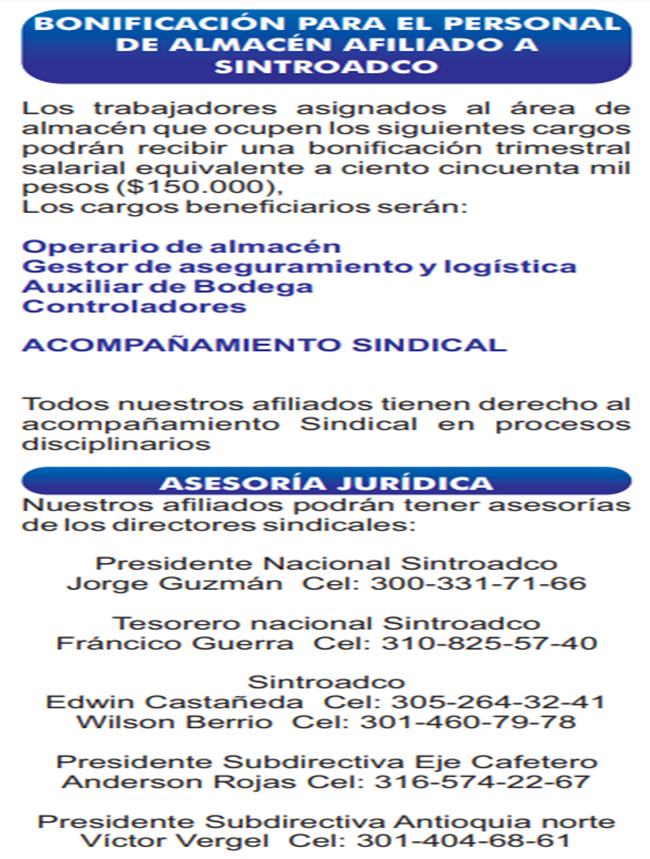 BONIFICACIÓN PARA EL PERSONAL
DE ALMACÉN AFILIADO A
SINTROADCO
Los trabajadores asignados al área de
almacén que ocupen los siguientes cargos
podrán recibir una bonificación trimestral
salarial equivalente a ciento cincuenta mil
pesos ($150.000),
Los cargos beneficiarios serán:
Operario de almacén
Gestor de aseguramiento y logística
Auxiliar de Bodega
Controladores
ACOMPAÑAMIENTO SINDICAL
Todos nuestros afiliados tienen derecho al
acompañamiento Sindical en procesos
disciplinarios
ASESORÍA JURÍDICA
Nuestros afiliados podrán tener asesorías
de los directores sindicales:
Presidente Nacional Sintroadco
Jorge Guzmán Cel: 300-331-71-66
Tesorero nacional Sintroadco
Fráncico Guerra Cel: 310-825-57-40
Sintroadco
Edwin Castañeda Cel: 305-264-32-41
Wilson Berrio Cel: 301-460-79-78
Presidente Subdirectiva Eje Cafetero
Anderson Rojas Cel: 316-574-22-67
Presidente Subdirectiva Antioquia norte
Víctor Vergel Cel: 301-404-68-61